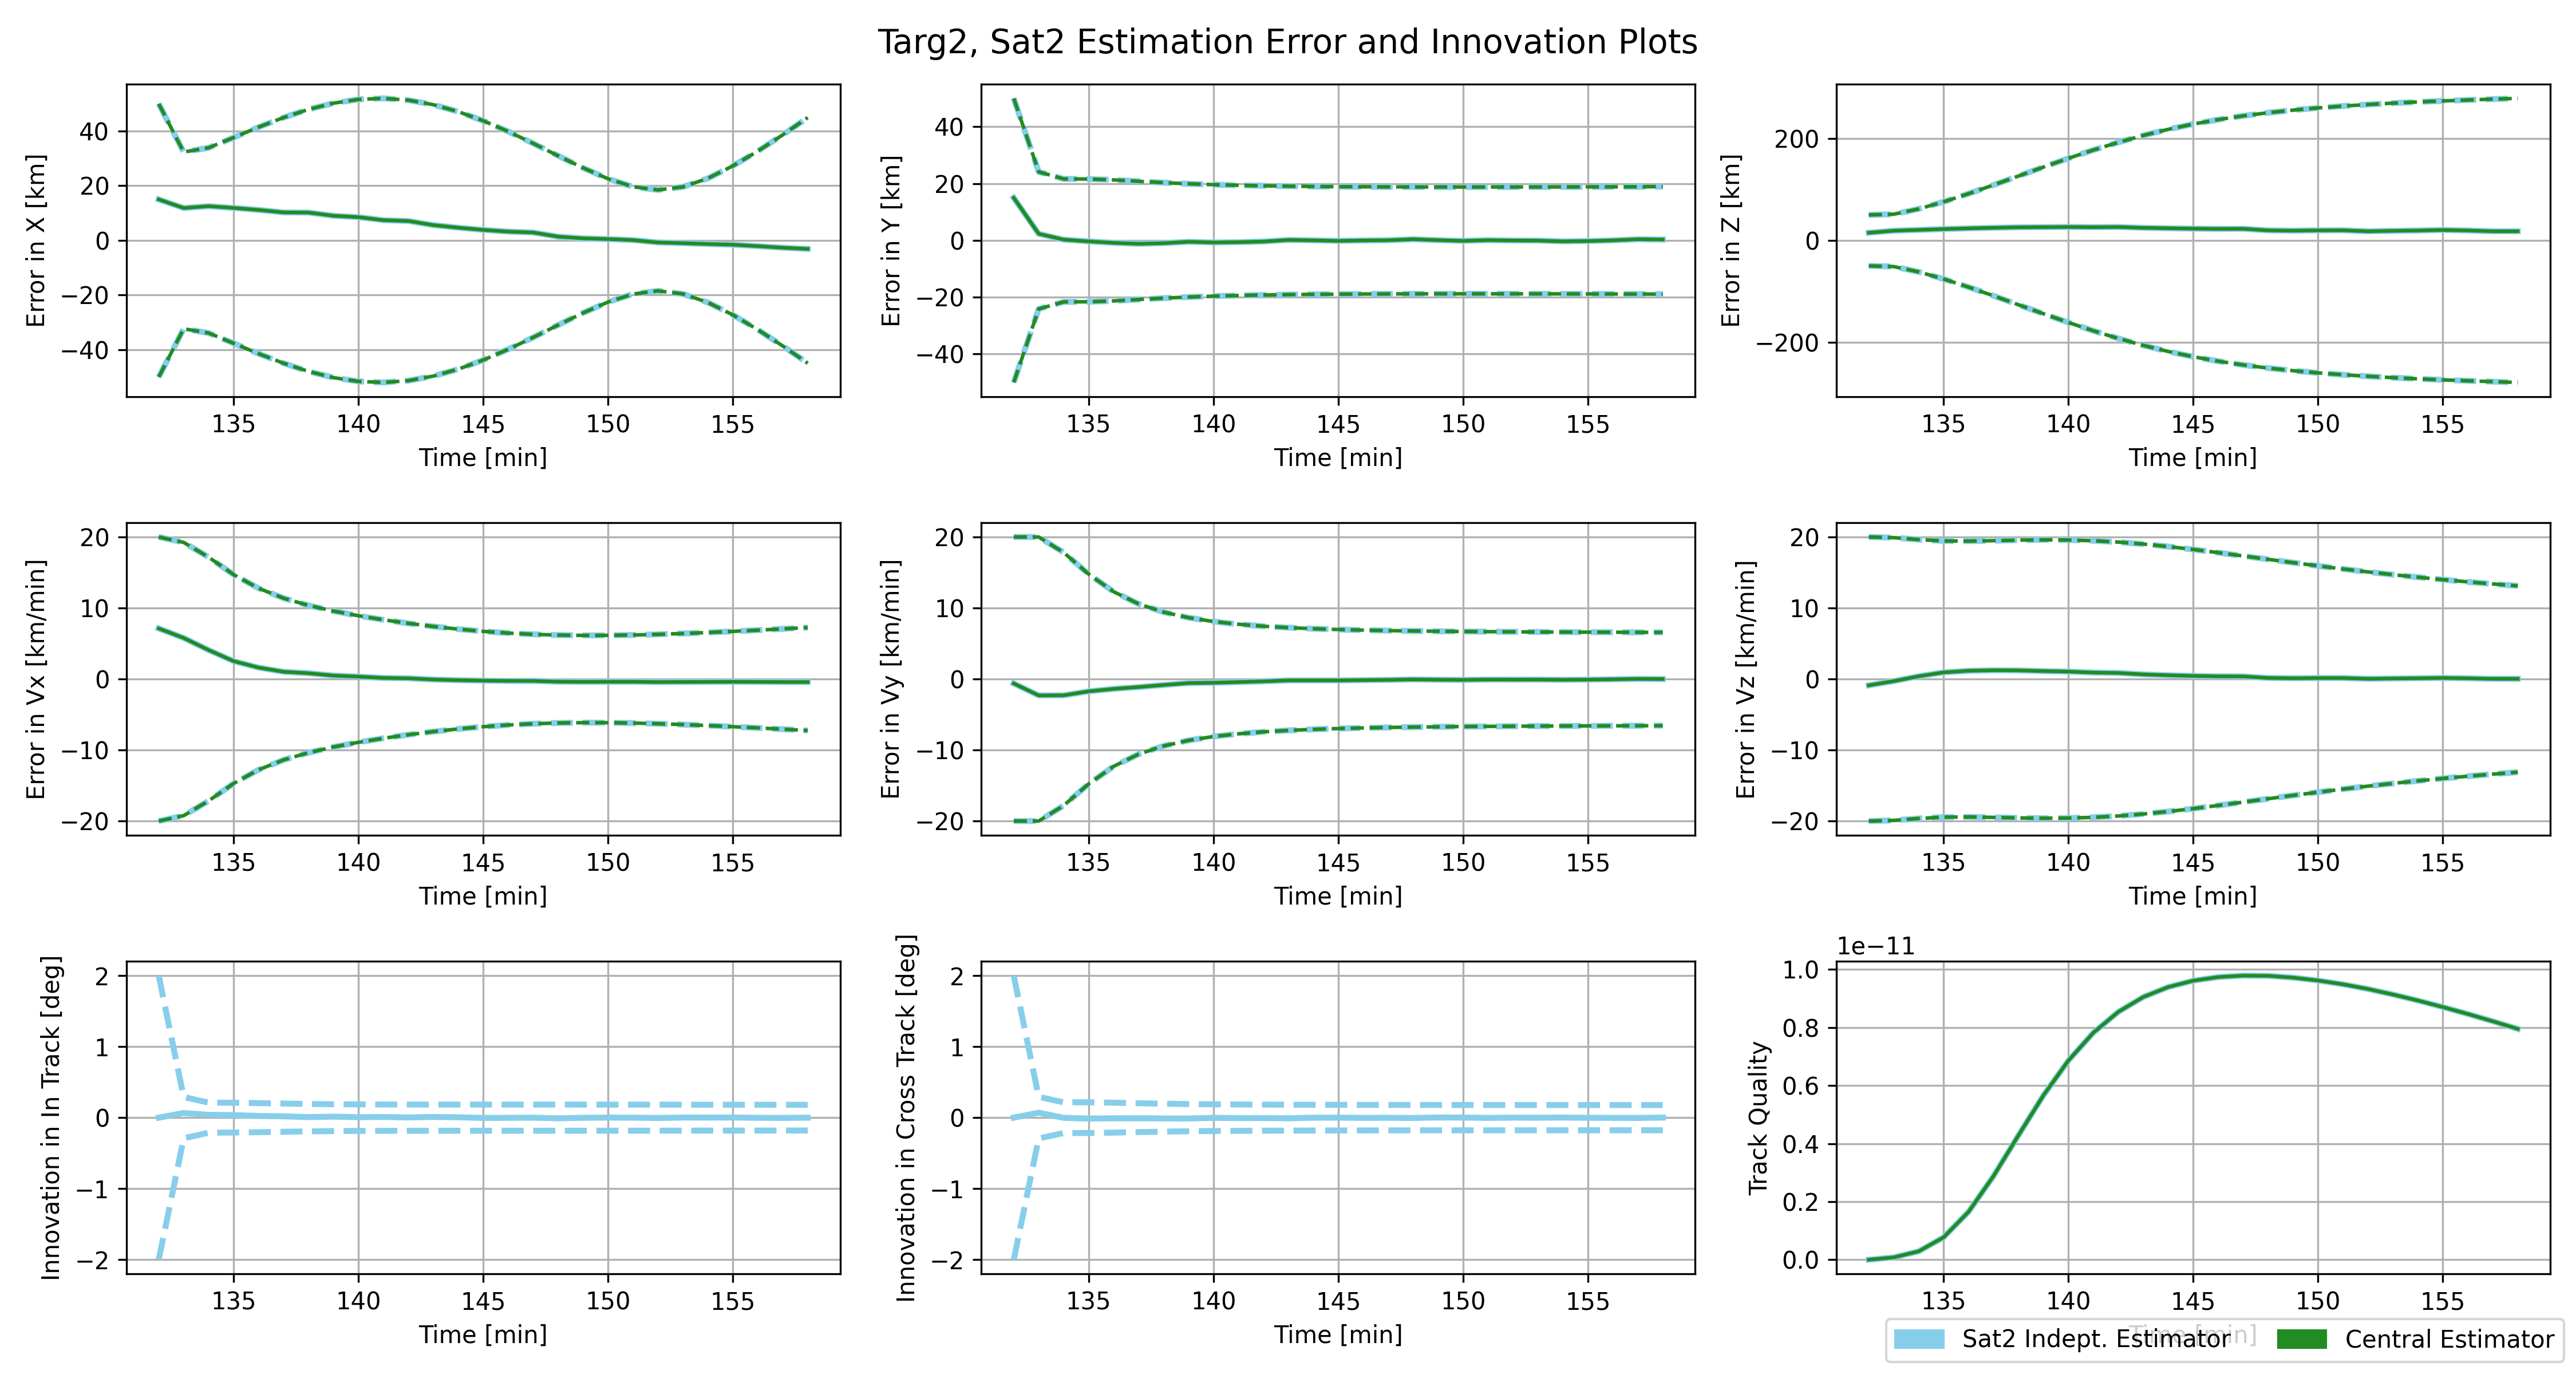 Targ2, Sat2 Estimation Error and Innovation Plots
Error in X [km]
40
20
0
−20
−40
135 140 145 150 155
Time [min]
Error in Y [km]
40
20
0
−20
−40
135 140 145 150 155
Time [min]
Error in Z [km]
200
0
−200
135 140 145 150 155
Time [min]
Error in Vx [km/min]
20
10
0
−10
−20
135 140 145 150 155
Time [min]
Error in Vy [km/min]
20
10
0
−10
−20
135 140 145 150 155
Time [min]
Error in Vz [km/min]
20
10
0
−10
−20
135 140 145 150 155
Time [min]
Innovation in In Track [deg]
2
1
0
−1
−2
135 140 145 150 155
Time [min]
Innovation in Cross Track [deg]
2
1
0
−1
−2
135 140 145 150 155
Time [min]
1e−11
Track Quality
1.0
0.8
0.6
0.4
0.2
0.0
135 140 145 150 155
Time [min]
Sat2 Indept. Estimator Central Estimator